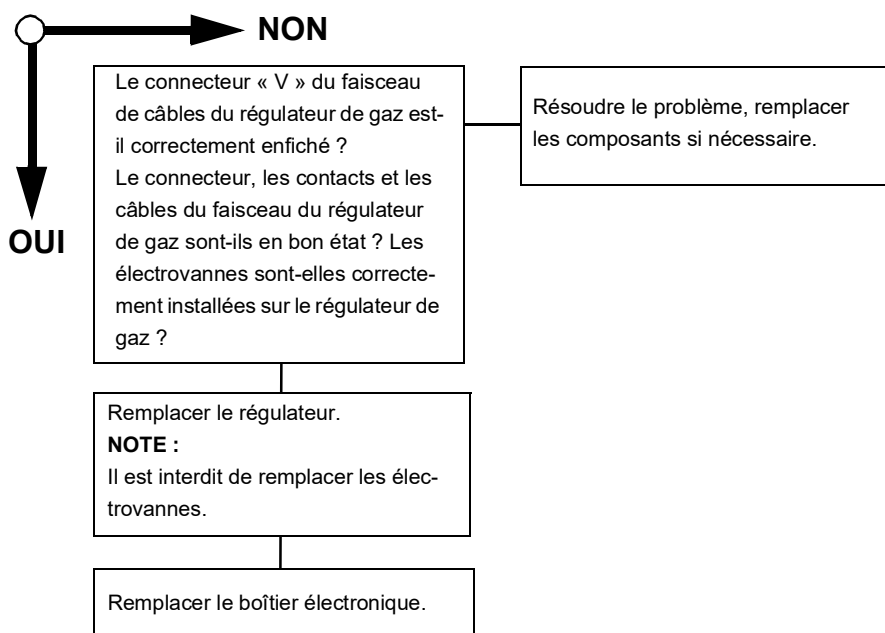 NON
OUI
Le connecteur « V » du faisceau
de câbles du régulateur de gaz est-
il correctement enfiché ?
Le connecteur, les contacts et les
câbles du faisceau du régulateur
de gaz sont-ils en bon état ? Les
électrovannes sont-elles correcte-
ment installées sur le régulateur de
gaz ?
Résoudre le problème, remplacer
les composants si nécessaire.
Remplacer le régulateur.
NOTE :
Il est interdit de remplacer les élec-
trovannes.
Remplacer le boîtier électronique.